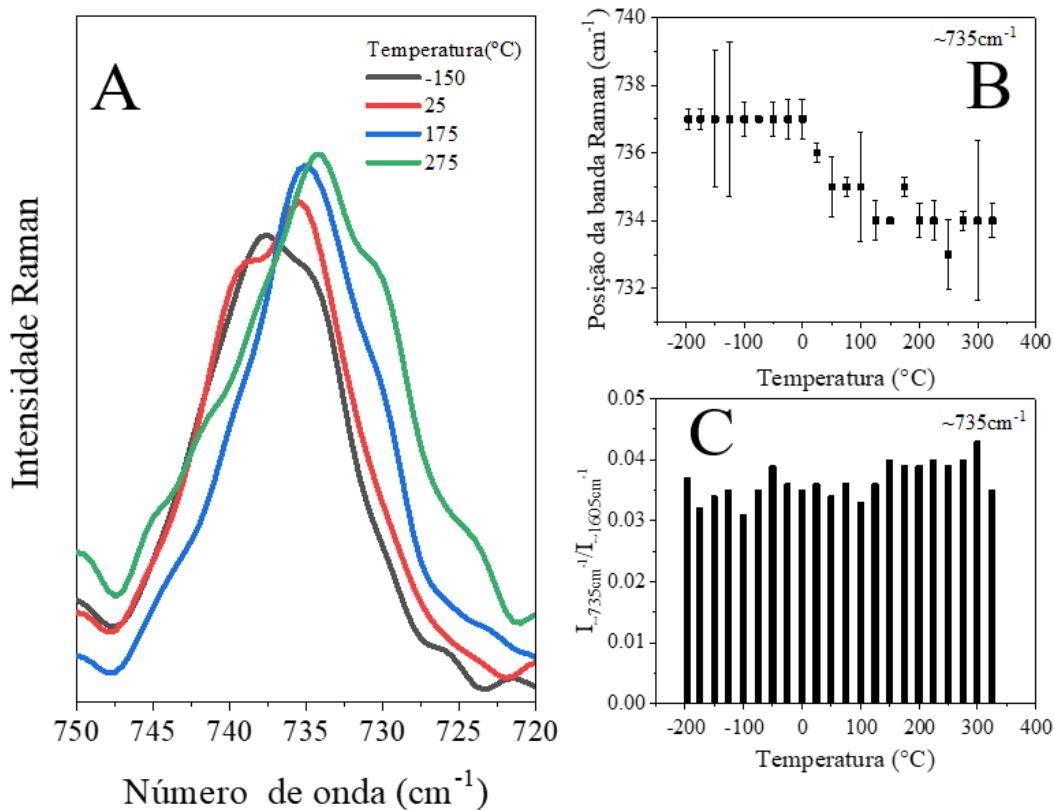 A
Temperatura(°C)
-150
25
175
275
Intensidade Raman
750 745 740 735 730 725 720
Número de onda (cm⁻¹)
B
~735cm⁻¹
Posição da banda Raman (cm⁻¹)
740
738
736
734
732
-200 -100 0 100 200 300 400
Temperatura (°C)
C
~735cm⁻¹
I~735cm⁻¹/I~1605cm⁻¹
0.05
0.04
0.03
0.02
0.01
0.00
-200 -100 0 100 200 300 400
Temperatura (°C)